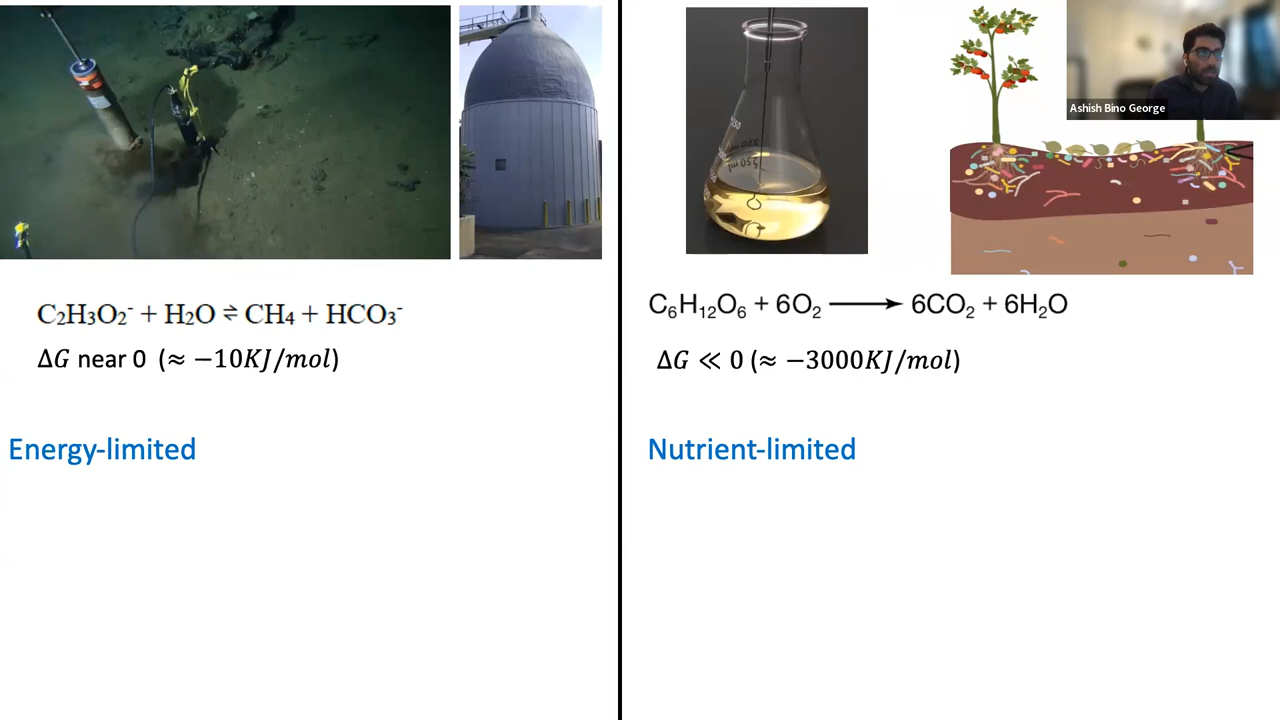 Ashish Bino George
C₂H₃O₂⁻ + H₂O ⇌ CH₄ + HCO₃⁻
ΔG near 0 (≈ −10KJ/mol)
Energy-limited
C₆H₁₂O₆ + 6O₂ ⟶ 6CO₂ + 6H₂O
ΔG ≪ 0 (≈ −3000KJ/mol)
Nutrient-limited